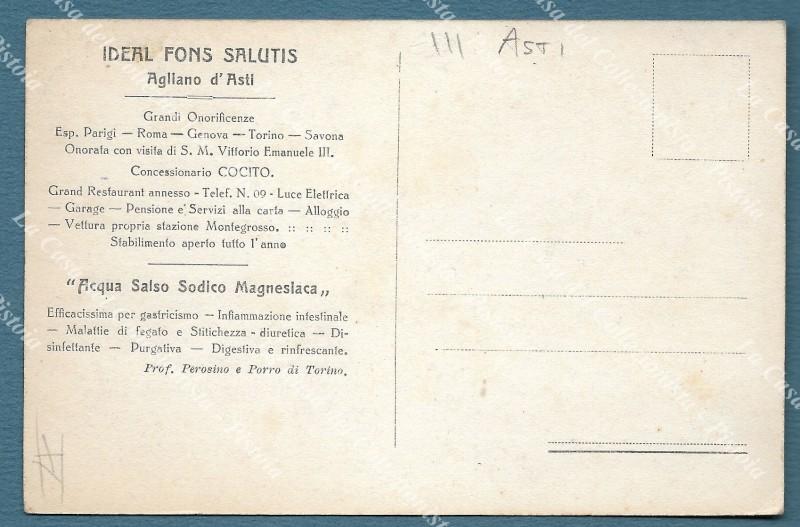 IDEAL FONS SALUTIS
Agliano d' Asti
Grandi Onorificenze
Esp. Parigi — Roma — Genova — Torino — Savona
Onorata con visita di S. M. Vittorio Emanuele III.
Concessionario COCITO.
Grand Restaurant annesso - Telef. N. 09 - Luce Elettrica
— Garage — Pensione e' Servizi alla carta — Alloggio
— Vettura propria stazione Montegrosso. :: :: :: ::
Stabilimento aperto tutto l' anno
"Acqua Salso Sodico Magnesiaca„
Efficacissima per gastricismo — Infiammazione intestinale
— Malattie di fegato e Stitichezza - diuretica — Di-
sinfettante — Purgativa — Digestiva e rinfrescante.
Prof. Perosino e Porro di Torino.
III ASTI